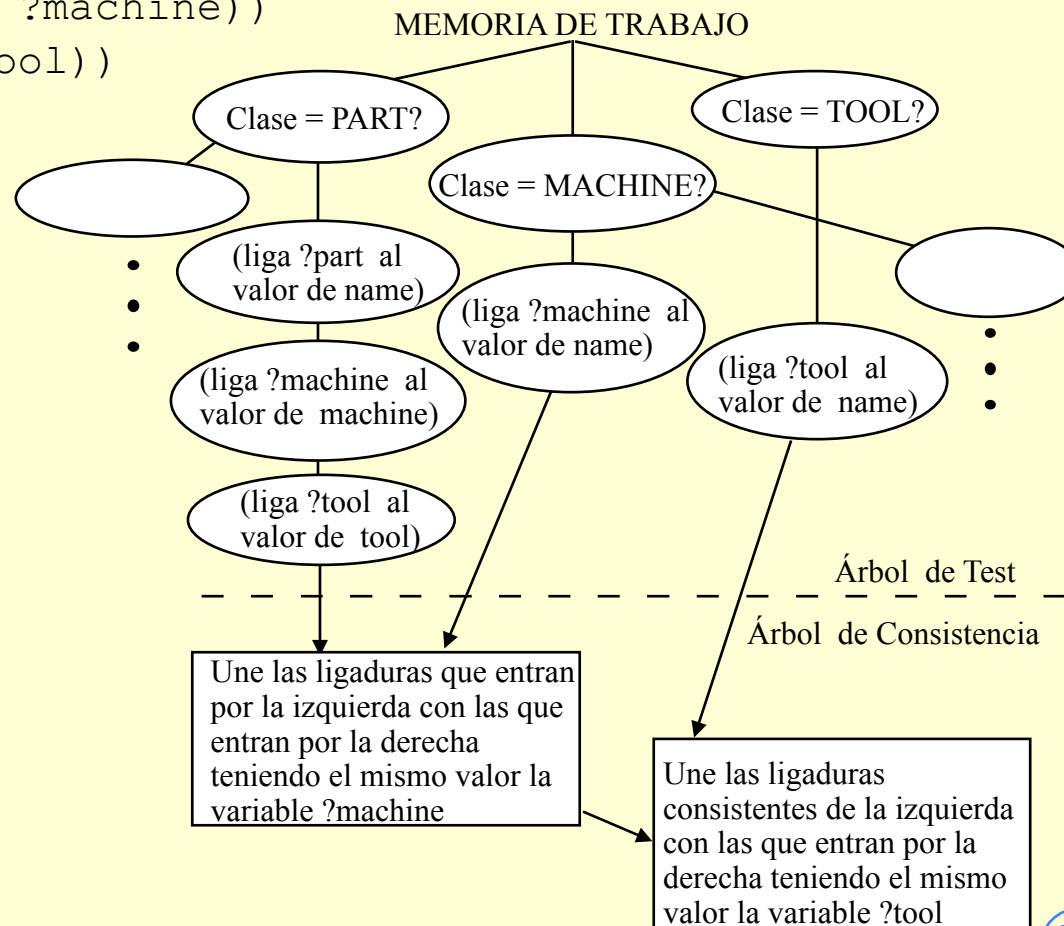 ?machine))
ool))
MEMORIA DE TRABAJO
Clase = PART?
Clase = TOOL?
Clase = MACHINE?
(liga ?part al
valor de name)
(liga ?machine al
valor de name)
(liga ?machine al
valor de machine)
(liga ?tool al
valor de name)
(liga ?tool al
valor de tool)
Árbol de Test
Árbol de Consistencia
Une las ligaduras que entran
por la izquierda con las que
entran por la derecha
teniendo el mismo valor la
variable ?machine
Une las ligaduras
consistentes de la izquierda
con las que entran por la
derecha teniendo el mismo
valor la variable ?tool